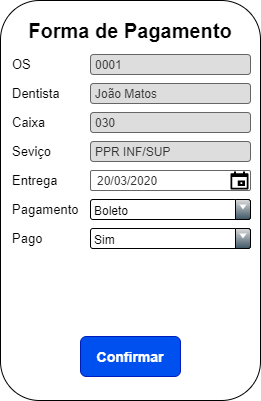 Forma de Pagamento
OS 0001
Dentista João Matos
Caixa 030
Seviço PPR INF/SUP
Entrega 20/03/2020
Pagamento Boleto
Pago Sim
Confirmar